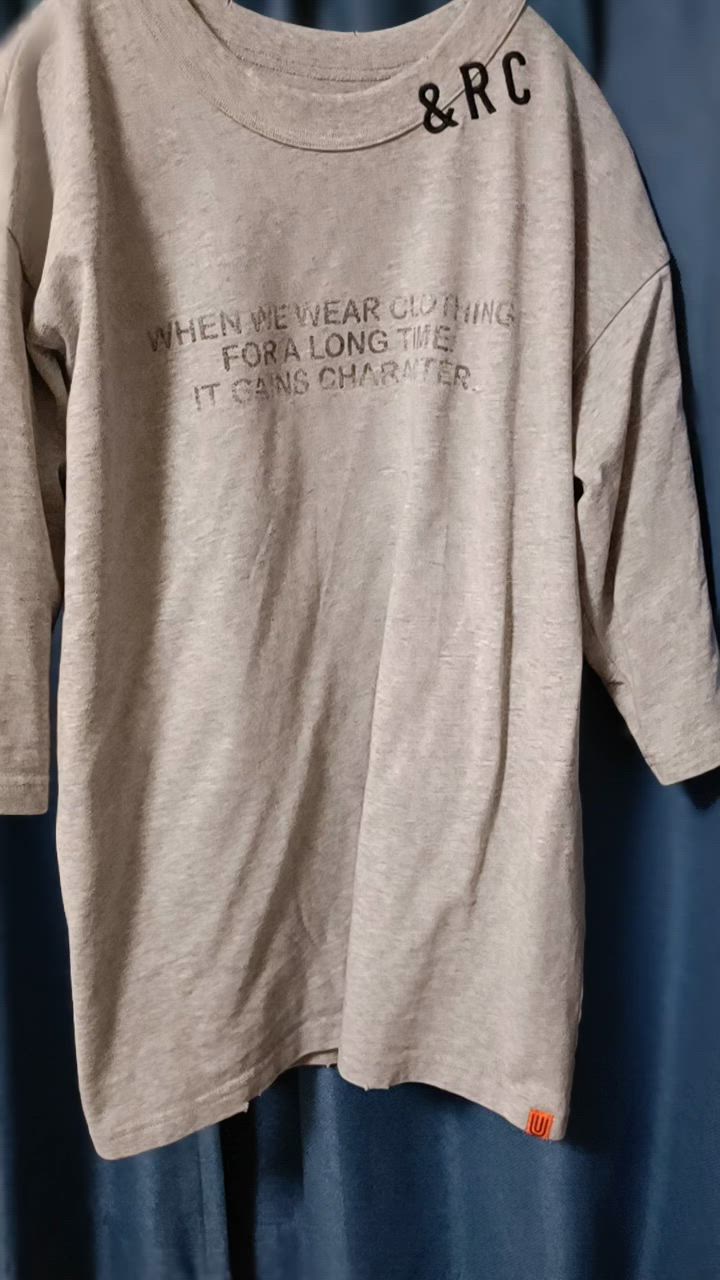 &RC
WHEN WE WEAR CLOTHING
FOR A LONG TIME.
IT GAINS CHARACTER.
U